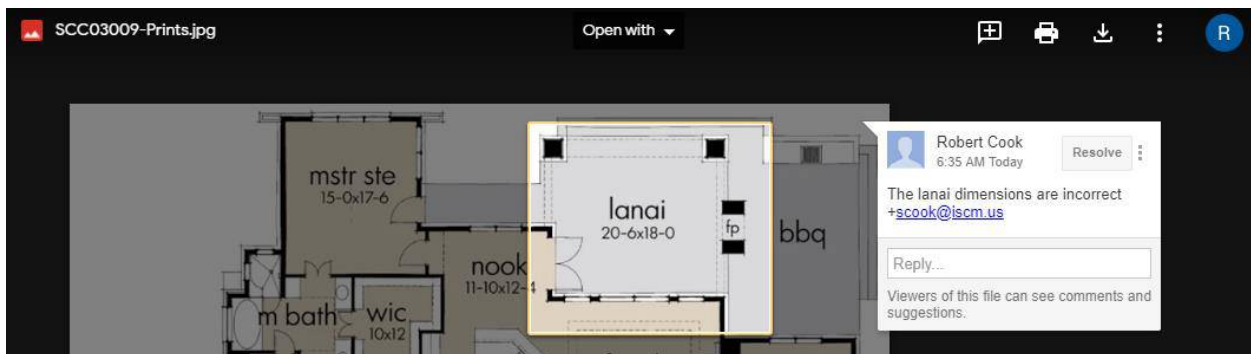 SCC03009-Prints.jpg
Open with
R
mstr ste
15-0x17-6
lanai
20-6x18-0
fp
bbq
nook
11-10x12-4
m bath
wic
10x12
Robert Cook
6:35 AM Today
Resolve
The lanai dimensions are incorrect
+scook@iscm.us
Reply...
Viewers of this file can see comments and
suggestions.